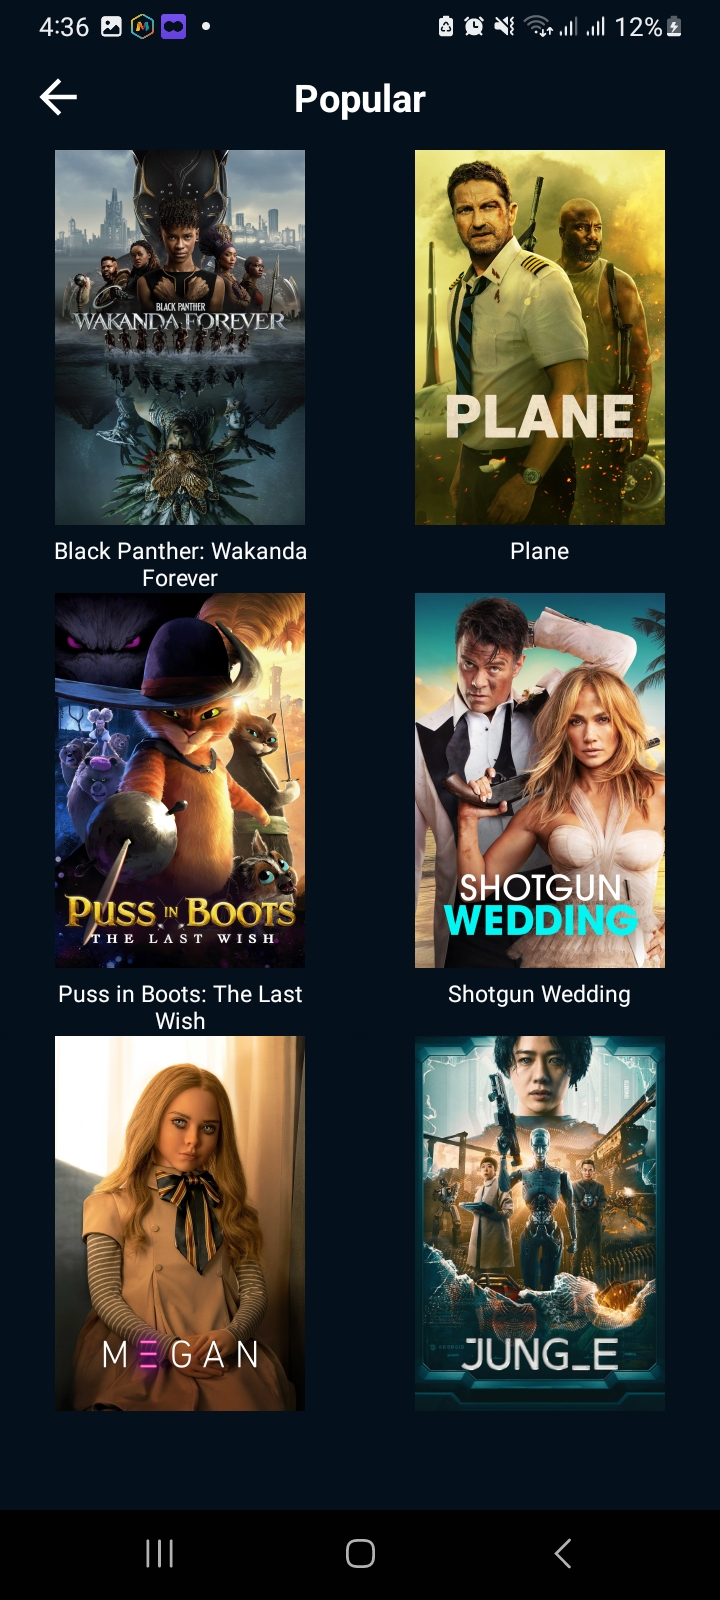 4:36
12%
Popular
BLACK PANTHER
WAKANDA FOREVER
PLANE
Black Panther: Wakanda
Forever
Plane
PUSS IN BOOTS
THE LAST WISH
SHOTGUN
WEDDING
Puss in Boots: The Last
Wish
Shotgun Wedding
MΞGAN
JUNG_E